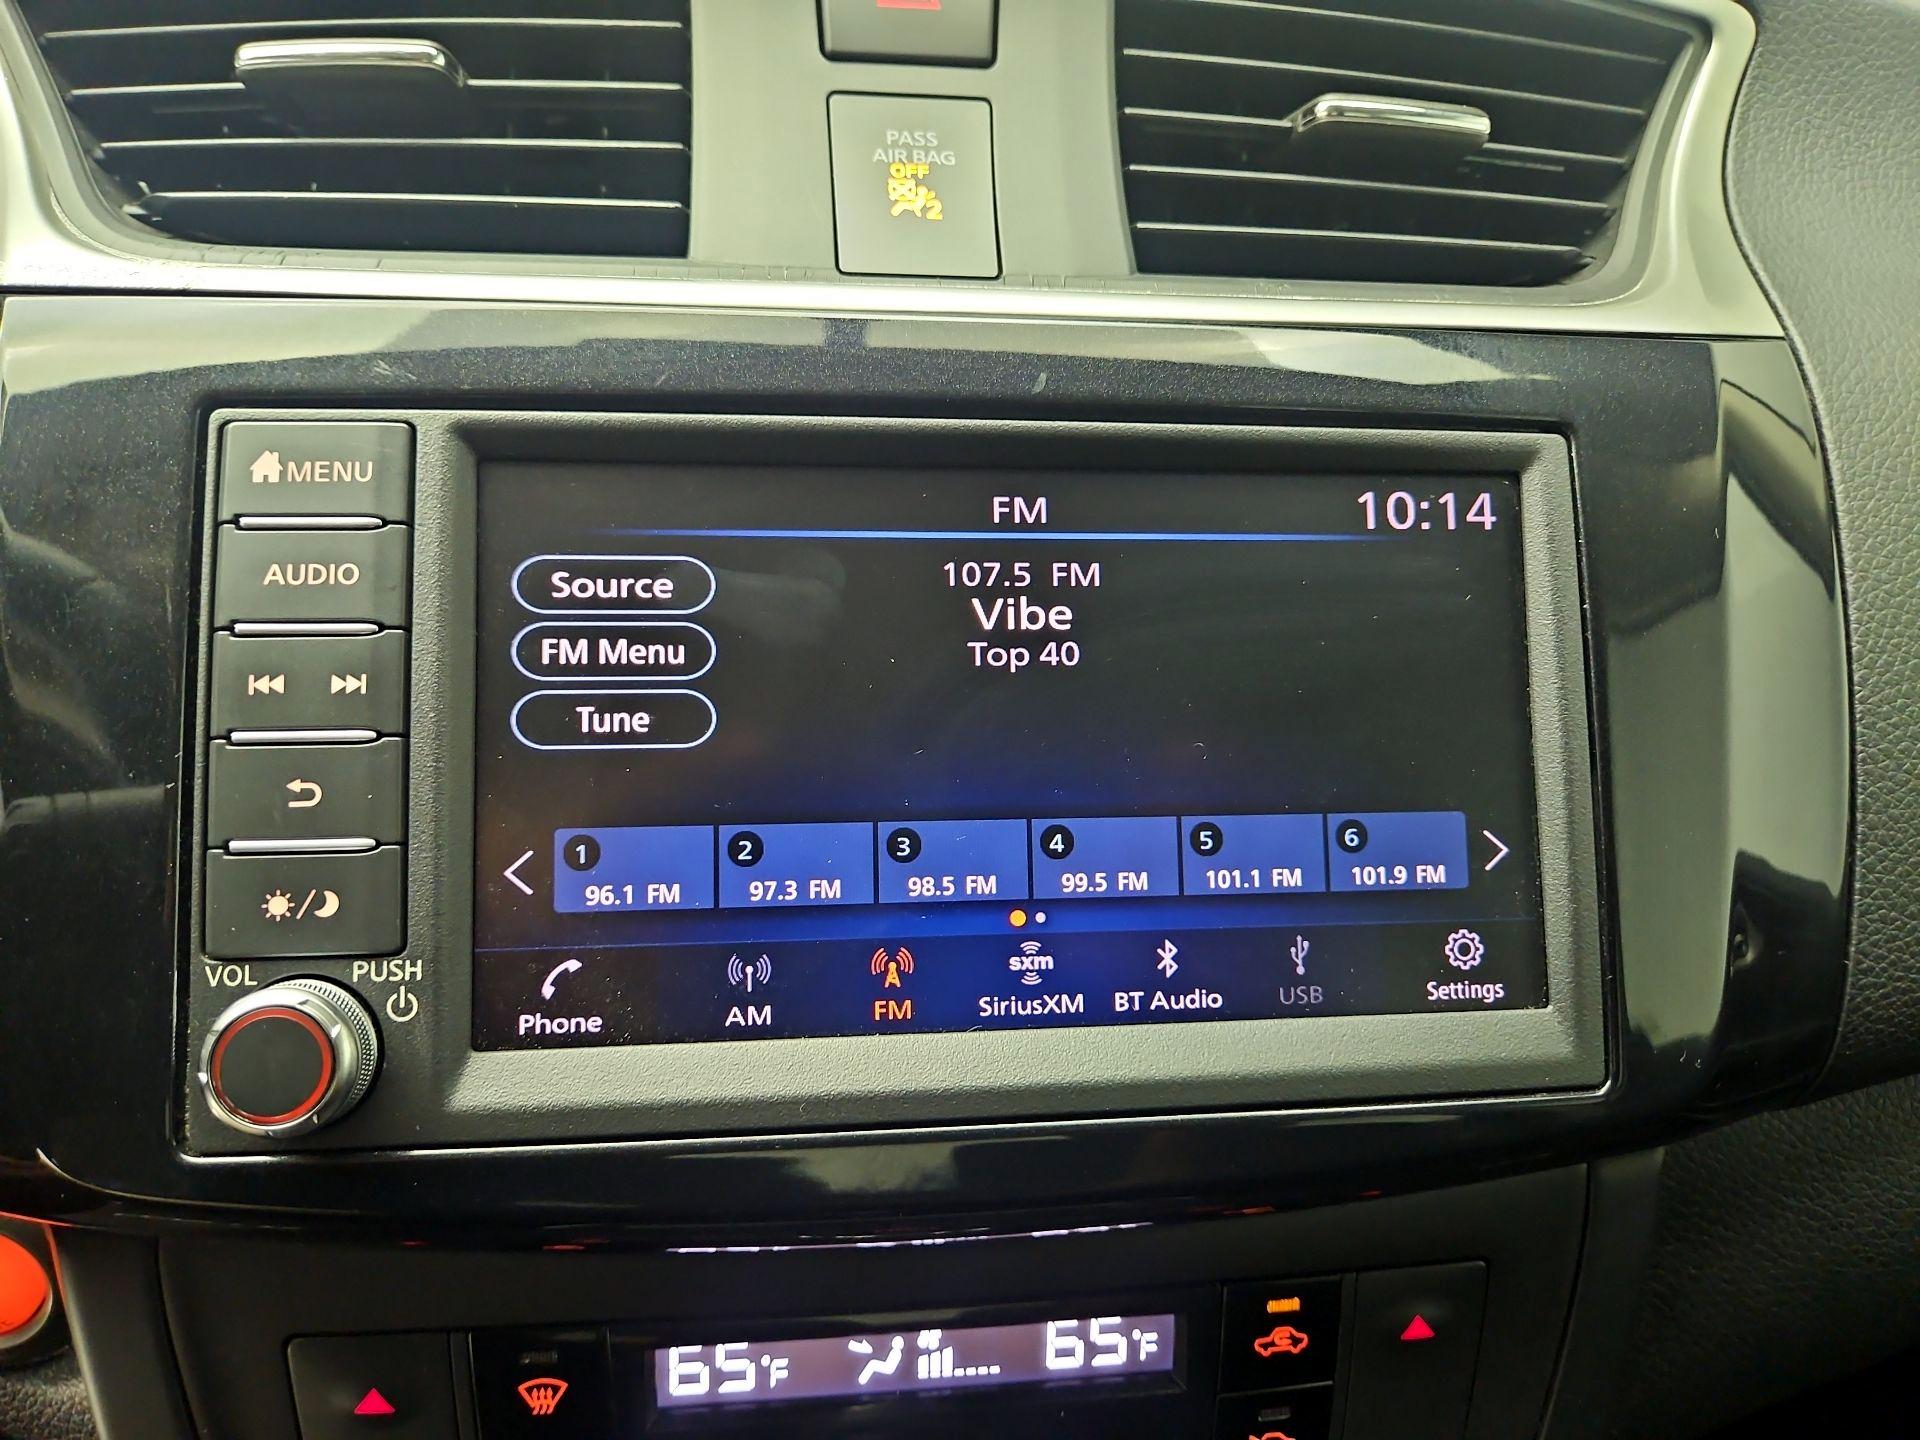 PASS
AIR BAG
OFF
2
MENU
AUDIO
VOL
PUSH
FM
10:14
Source
FM Menu
Tune
107.5 FM
Vibe
Top 40
1
96.1 FM
2
97.3 FM
3
98.5 FM
4
99.5 FM
5
101.1 FM
6
101.9 FM
Phone
AM
FM
sxm
SiriusXM
BT Audio
USB
Settings
65°F
65°F